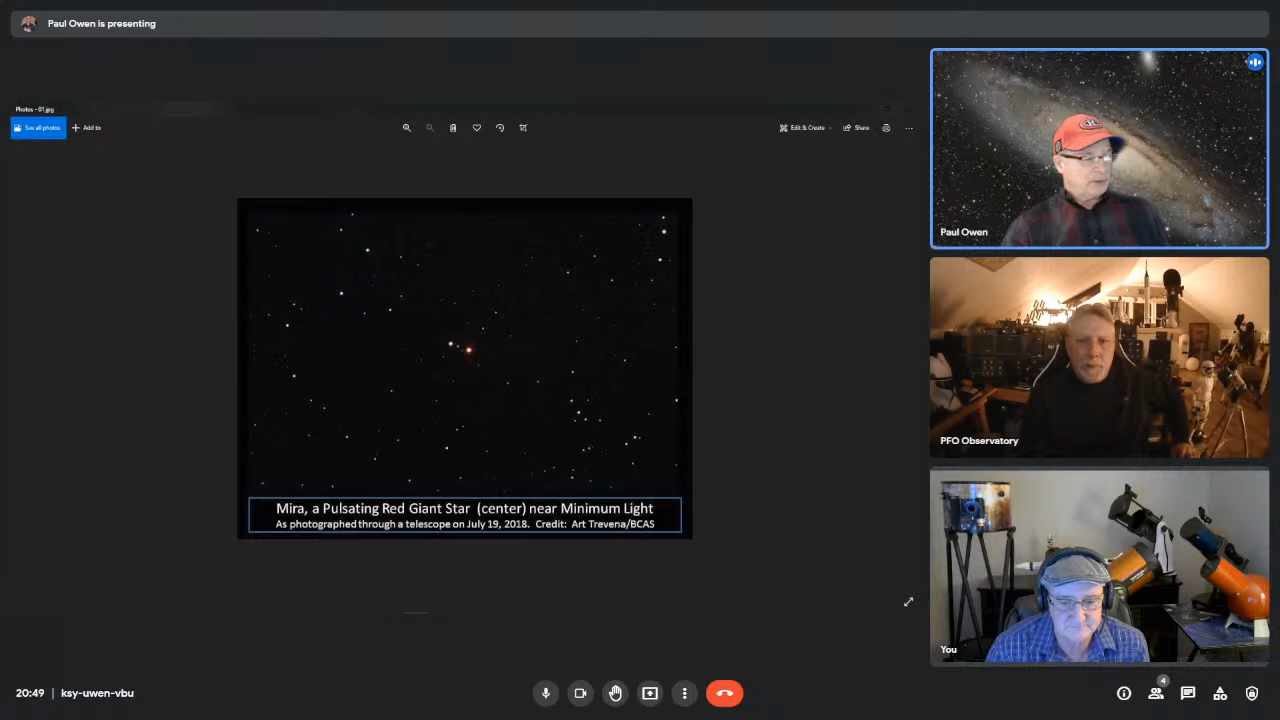 Paul Owen is presenting
Photos - 01.jpg
See all photos
Add to
Edit & Create
Share
Paul Owen
PFO Observatory
Mira, a Pulsating Red Giant Star (center) near Minimum Light
As photographed through a telescope on July 19, 2018. Credit: Art Trevena/BCAS
You
20:49 | ksy-uwen-vbu
4